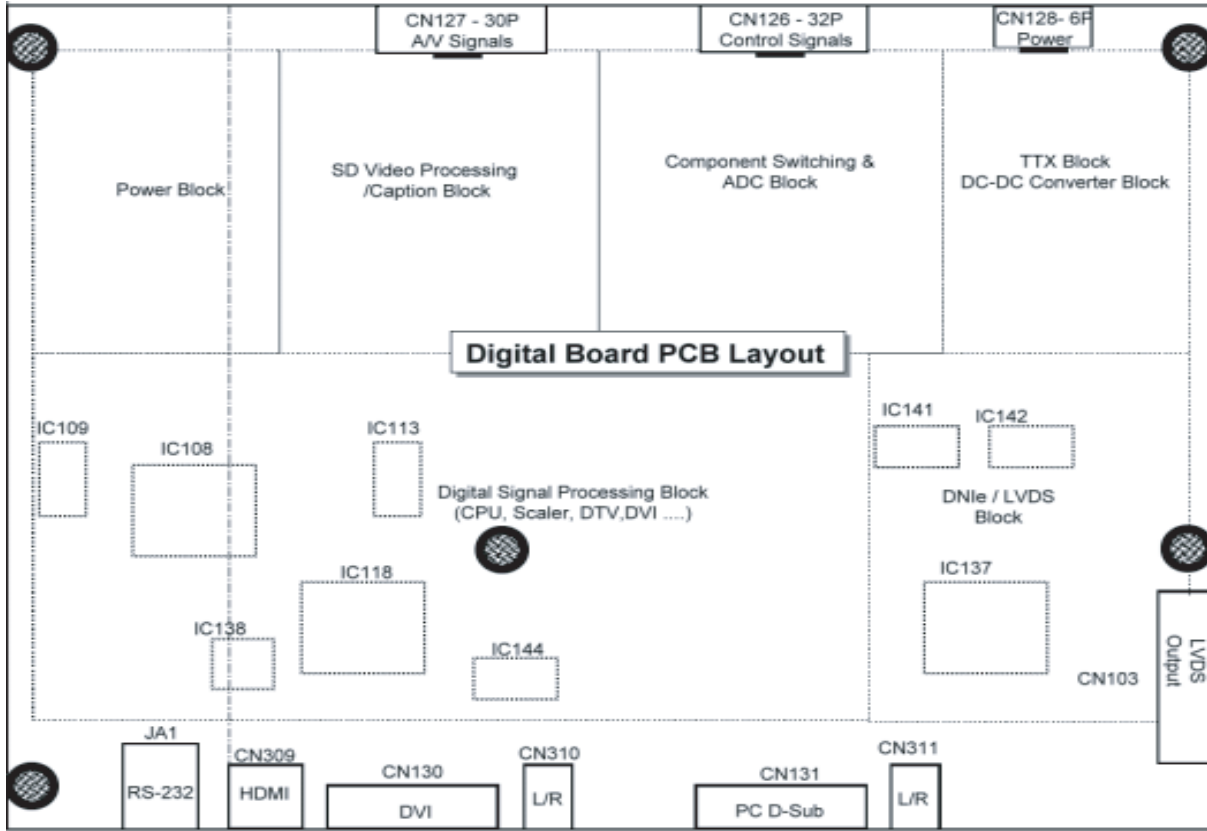 CN127 - 30P
A/V Signals
CN126 - 32P
Control Signals
CN128- 6P
Power
Power Block
SD Video Processing
/Caption Block
Component Switching &
ADC Block
TTX Block
DC-DC Converter Block
Digital Board PCB Layout
IC109
IC108
IC113
IC141
IC142
Digital Signal Processing Block
(CPU, Scaler, DTV,DVI ....)
DNIe / LVDS
Block
IC118
IC137
IC138
IC144
CN103
LVDS
Output
JA1
RS-232
CN309
HDMI
CN130
DVI
CN310
L/R
CN131
PC D-Sub
CN311
L/R